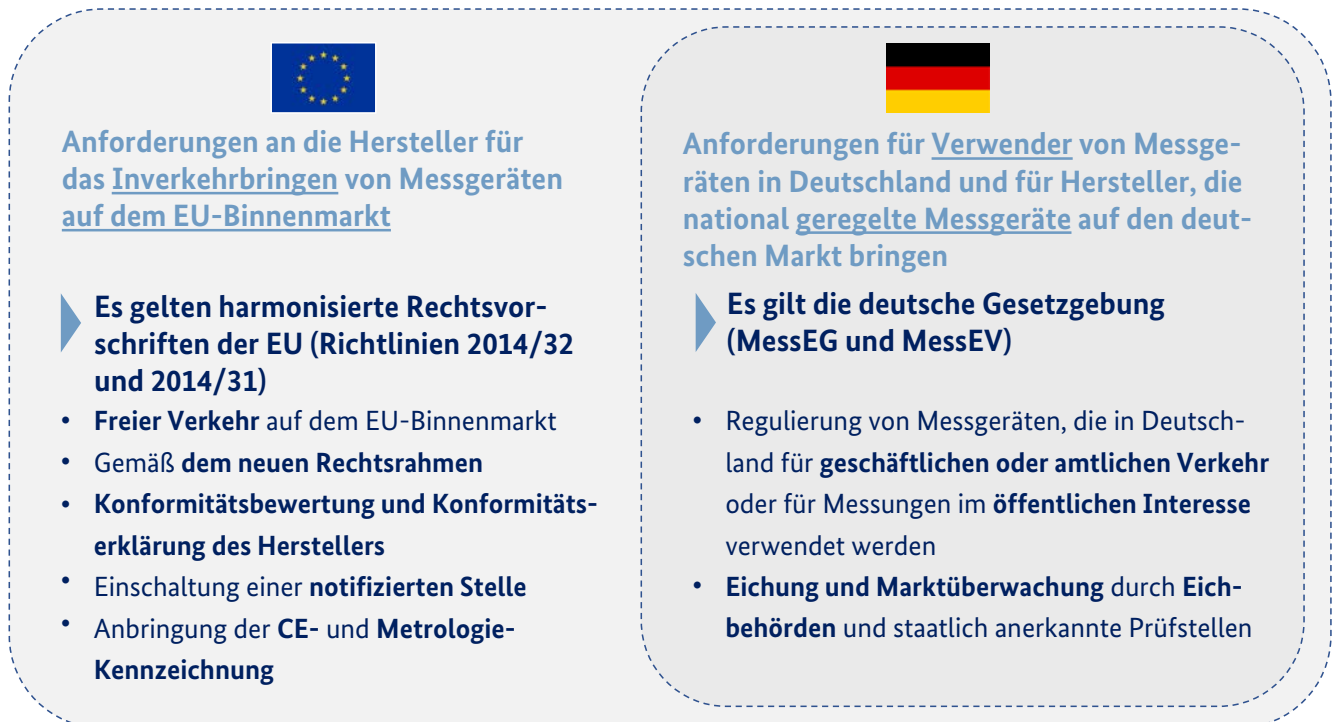 Anforderungen an die Hersteller für
das Inverkehrbringen von Messgeräten
auf dem EU-Binnenmarkt
Es gelten harmonisierte Rechtsvor-
schriften der EU (Richtlinien 2014/32
und 2014/31)
• Freier Verkehr auf dem EU-Binnenmarkt
• Gemäß dem neuen Rechtsrahmen
• Konformitätsbewertung und Konformitäts-
erklärung des Herstellers
• Einschaltung einer notifizierten Stelle
• Anbringung der CE- und Metrologie-
Kennzeichnung
Anforderungen für Verwender von Messge-
räten in Deutschland und für Hersteller, die
national geregelte Messgeräte auf den deut-
schen Markt bringen
Es gilt die deutsche Gesetzgebung
(MessEG und MessEV)
• Regulierung von Messgeräten, die in Deutsch-
land für geschäftlichen oder amtlichen Verkehr
oder für Messungen im öffentlichen Interesse
verwendet werden
• Eichung und Marktüberwachung durch Eich-
behörden und staatlich anerkannte Prüfstellen